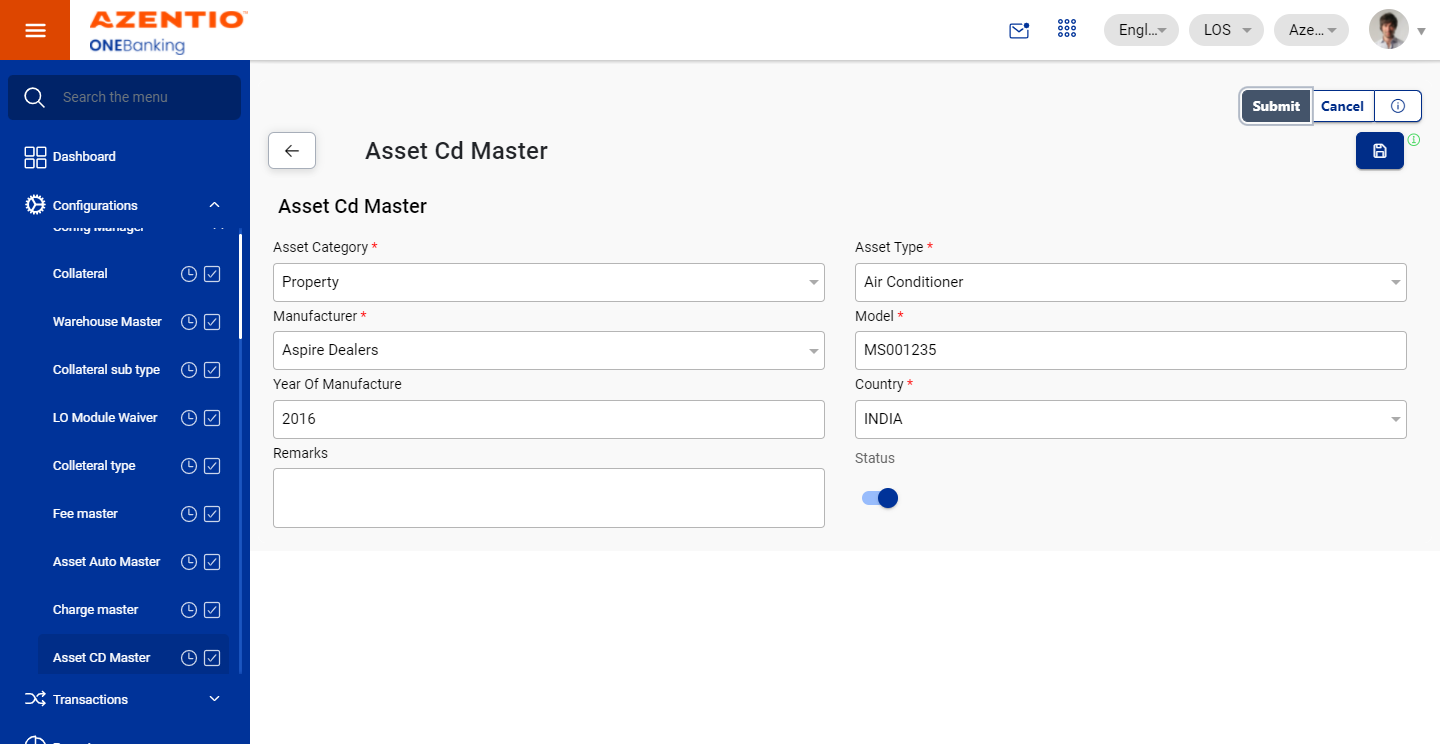 AZENTIO™
ONEBanking
Engl...
LOS
Aze...
Search the menu
Dashboard
Configurations
Config Manager
Collateral
Warehouse Master
Collateral sub type
LO Module Waiver
Colleteral type
Fee master
Asset Auto Master
Charge master
Asset CD Master
Transactions
Submit
Cancel
Asset Cd Master
Asset Cd Master
Asset Category *
Property
Asset Type *
Air Conditioner
Manufacturer *
Aspire Dealers
Model *
MS001235
Year Of Manufacture
2016
Country *
INDIA
Remarks
Status